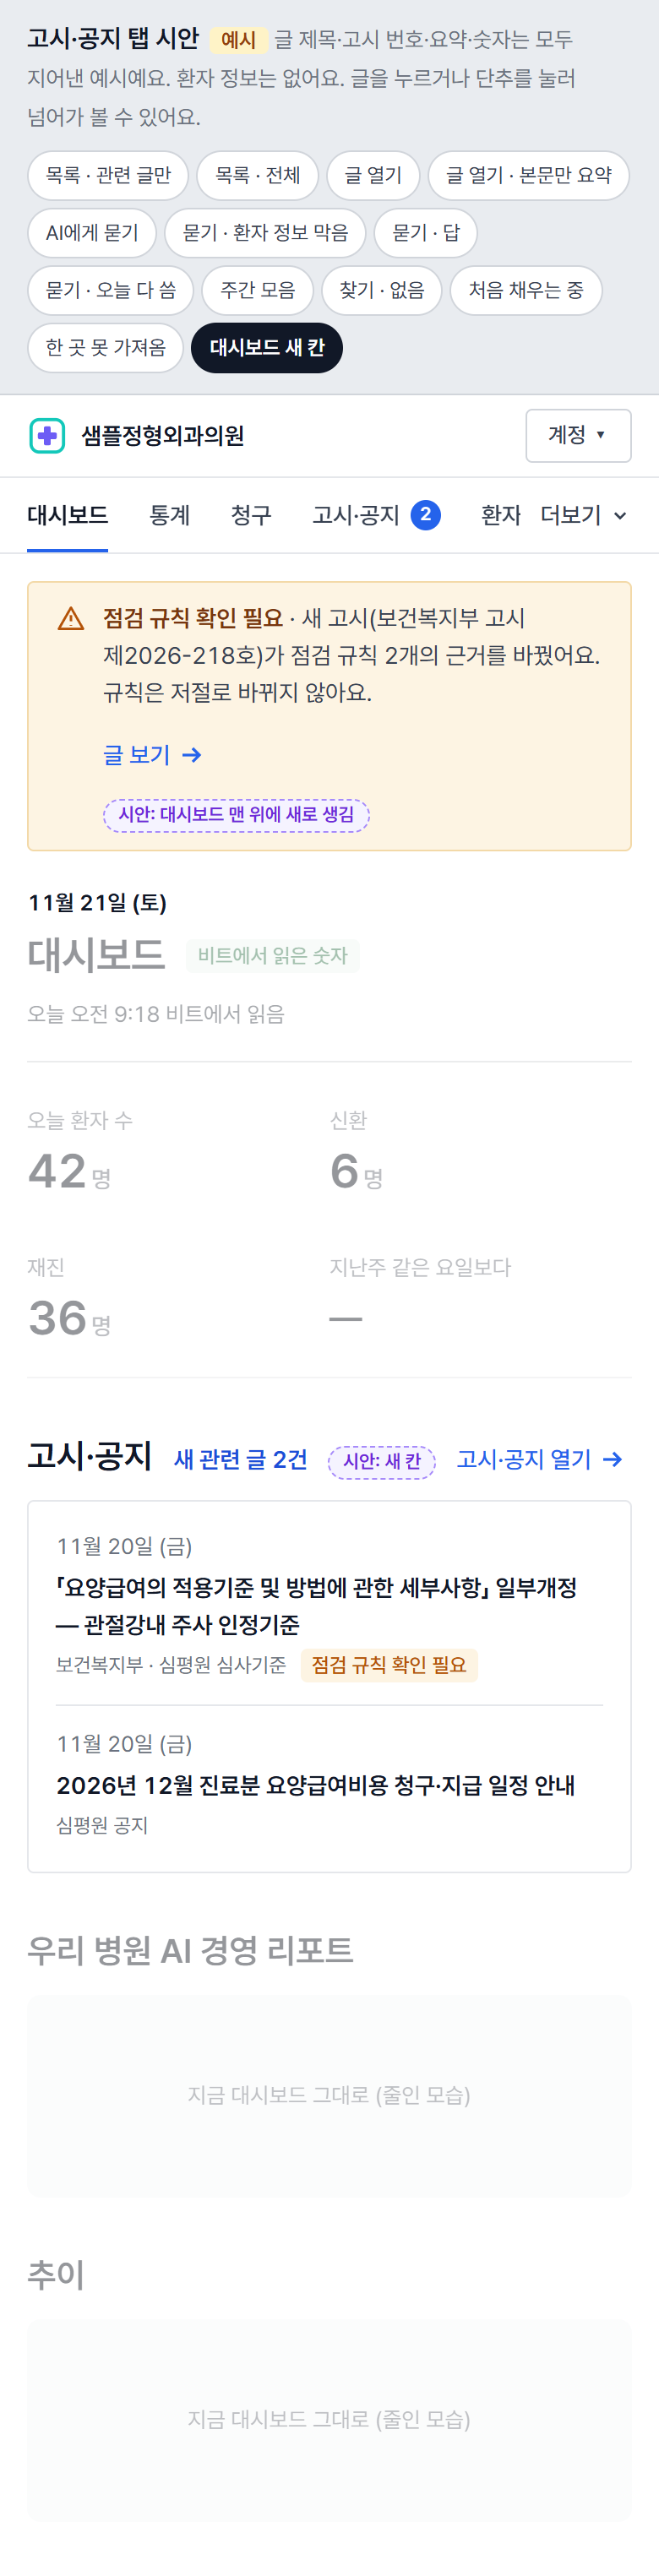 고시·공지 탭 시안 예시 글 제목·고시 번호·요약·숫자는 모두
지어낸 예시예요. 환자 정보는 없어요. 글을 누르거나 단추를 눌러
넘어가 볼 수 있어요.
목록 · 관련 글만 목록 · 전체 글 열기 글 열기 · 본문만 요약
AI에게 묻기 묻기 · 환자 정보 막음 묻기 · 답
묻기 · 오늘 다 씀 주간 모음 찾기 · 없음 처음 채우는 중
한 곳 못 가져옴 대시보드 새 칸
샘플정형외과의원 계정 ▼
대시보드 통계 청구 고시·공지 2 환자 더보기
점검 규칙 확인 필요 · 새 고시(보건복지부 고시
제2026-218호)가 점검 규칙 2개의 근거를 바꿨어요.
규칙은 저절로 바뀌지 않아요.
글 보기 →
시안: 대시보드 맨 위에 새로 생김
11월 21일 (토)
대시보드 비트에서 읽은 숫자
오늘 오전 9:18 비트에서 읽음
오늘 환자 수 신환
42 명 6 명
재진 지난주 같은 요일보다
36 명 —
고시·공지 새 관련 글 2건 시안: 새 칸 고시·공지 열기 →
11월 20일 (금)
「요양급여의 적용기준 및 방법에 관한 세부사항」 일부개정
— 관절강내 주사 인정기준
보건복지부 · 심평원 심사기준 점검 규칙 확인 필요
11월 20일 (금)
2026년 12월 진료분 요양급여비용 청구·지급 일정 안내
심평원 공지
우리 병원 AI 경영 리포트
지금 대시보드 그대로 (줄인 모습)
추이
지금 대시보드 그대로 (줄인 모습)